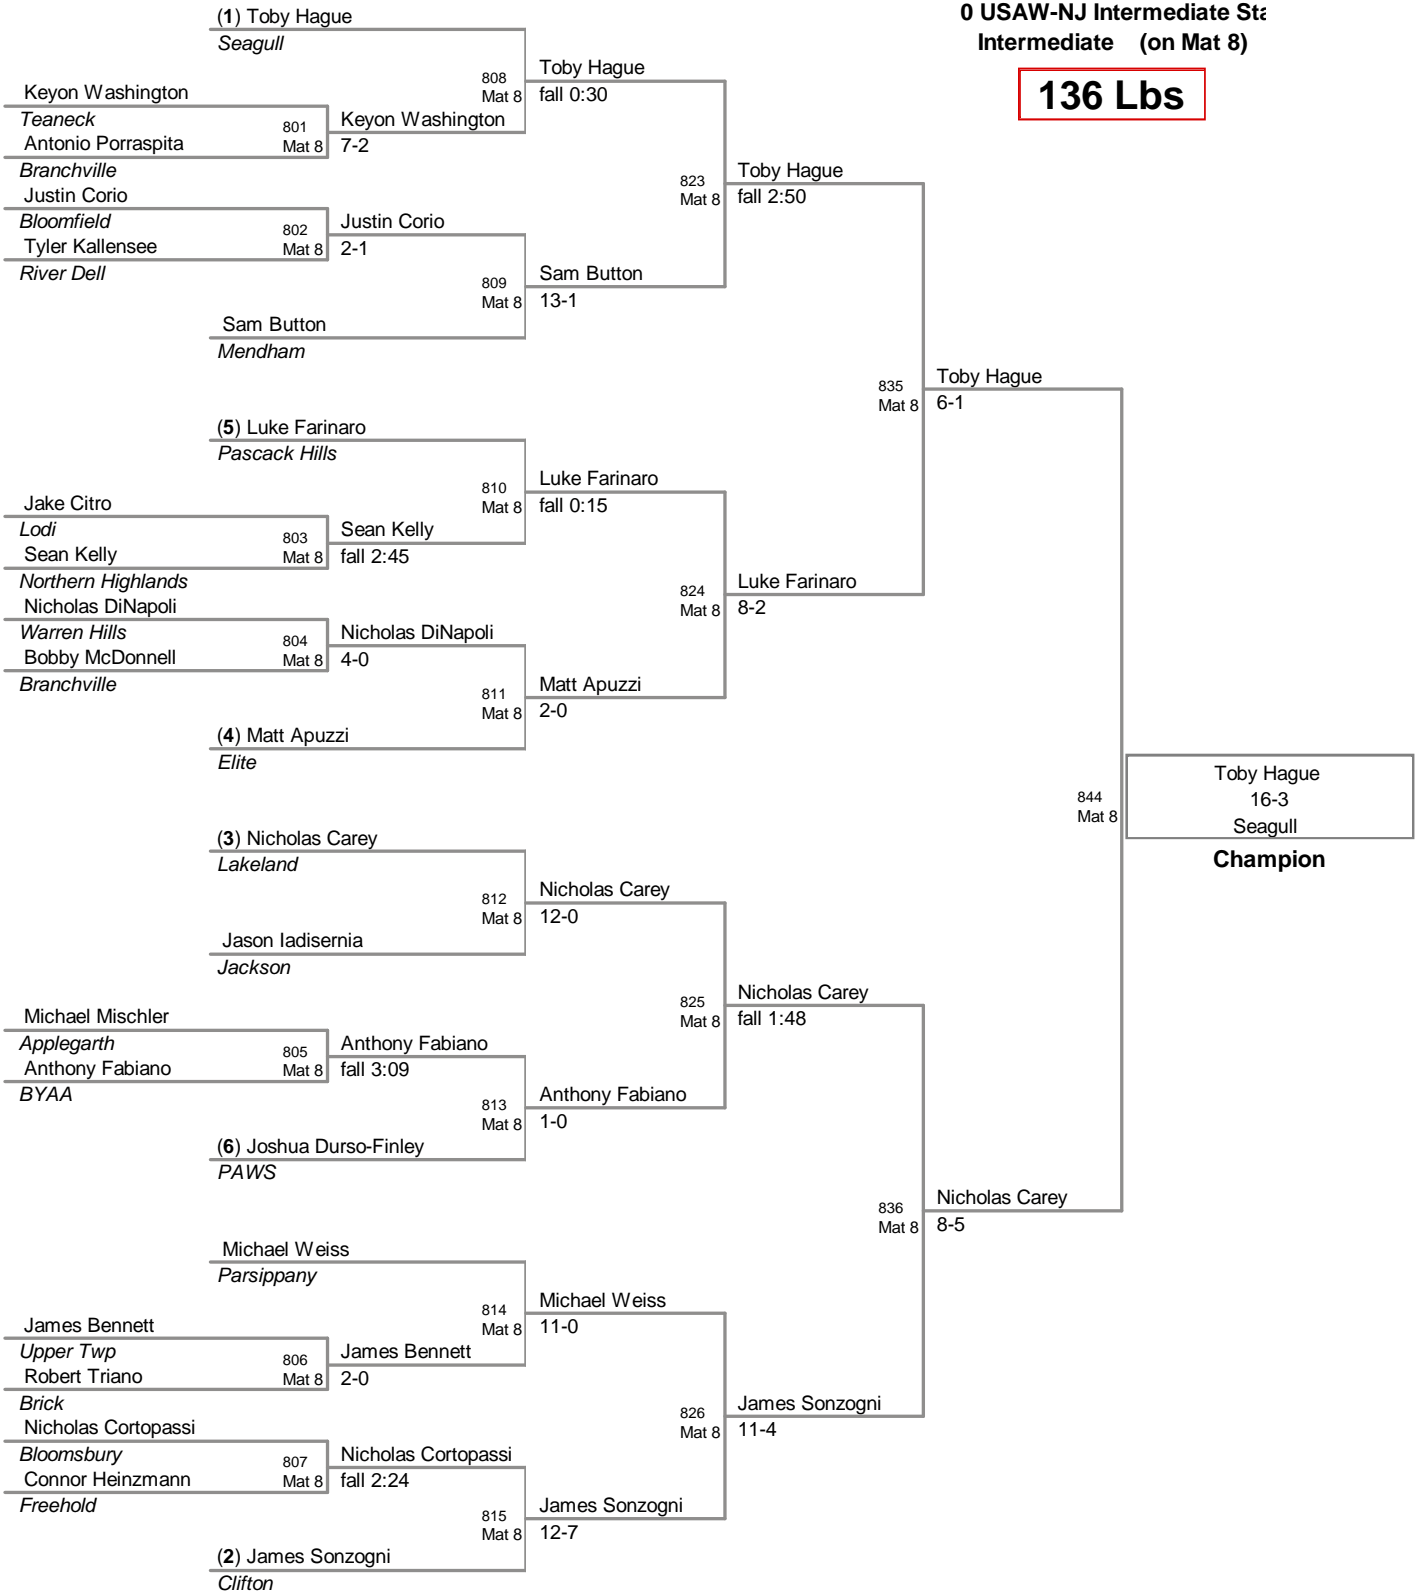 0 USAW-NJ Intermediate Sta
Intermediate (on Mat 8)
136 Lbs
(1) Toby Hague
Seagull
808
Mat 8
Toby Hague
fall 0:30
Keyon Washington
Teaneck
801
Mat 8
Keyon Washington
7-2
Antonio Porraspita
Branchville
823
Mat 8
Toby Hague
fall 2:50
Justin Corio
Bloomfield
802
Mat 8
Justin Corio
2-1
Tyler Kallensee
River Dell
809
Mat 8
Sam Button
13-1
Sam Button
Mendham
835
Mat 8
Toby Hague
6-1
(5) Luke Farinaro
Pascack Hills
810
Mat 8
Luke Farinaro
fall 0:15
Jake Citro
Lodi
803
Mat 8
Sean Kelly
fall 2:45
Sean Kelly
Northern Highlands
824
Mat 8
Luke Farinaro
8-2
Nicholas DiNapoli
Warren Hills
804
Mat 8
Nicholas DiNapoli
4-0
Bobby McDonnell
Branchville
811
Mat 8
Matt Apuzzi
2-0
(4) Matt Apuzzi
Elite
844
Mat 8
Toby Hague
16-3
Seagull
Champion
(3) Nicholas Carey
Lakeland
812
Mat 8
Nicholas Carey
12-0
Jason Iadisernia
Jackson
825
Mat 8
Nicholas Carey
fall 1:48
Michael Mischler
Applegarth
805
Mat 8
Anthony Fabiano
fall 3:09
Anthony Fabiano
BYAA
813
Mat 8
Anthony Fabiano
1-0
(6) Joshua Durso-Finley
PAWS
836
Mat 8
Nicholas Carey
8-5
Michael Weiss
Parsippany
814
Mat 8
Michael Weiss
11-0
James Bennett
Upper Twp
806
Mat 8
James Bennett
2-0
Robert Triano
Brick
826
Mat 8
James Sonzogni
11-4
Nicholas Cortopassi
Bloomsbury
807
Mat 8
Nicholas Cortopassi
fall 2:24
Connor Heinzmann
Freehold
815
Mat 8
James Sonzogni
12-7
(2) James Sonzogni
Clifton